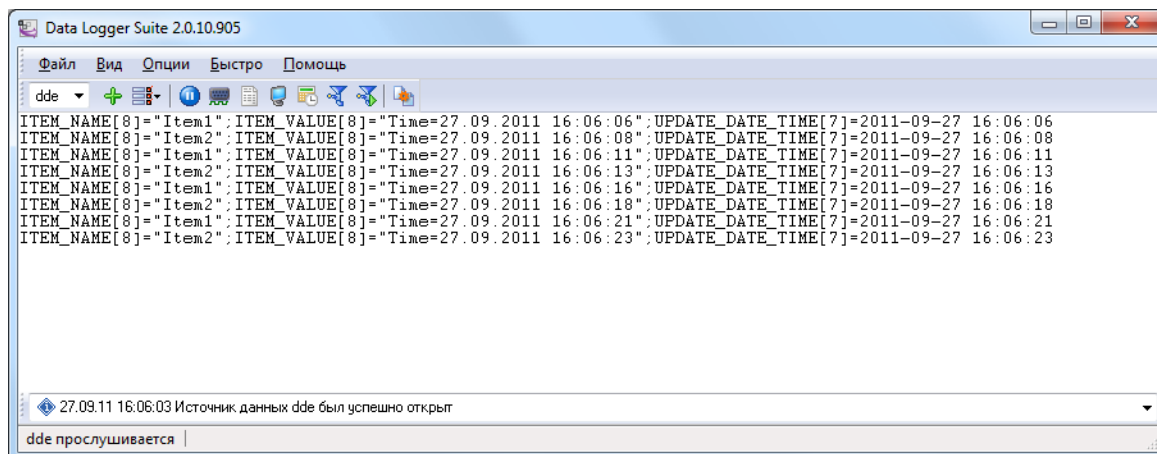 Data Logger Suite 2.0.10.905
Файл Вид Опции Быстро Помощь
dde
ITEM_NAME[8]="Item1";ITEM_VALUE[8]="Time=27.09.2011 16:06:06";UPDATE_DATE_TIME[7]=2011-09-27 16:06:06
ITEM_NAME[8]="Item2";ITEM_VALUE[8]="Time=27.09.2011 16:06:08";UPDATE_DATE_TIME[7]=2011-09-27 16:06:08
ITEM_NAME[8]="Item1";ITEM_VALUE[8]="Time=27.09.2011 16:06:11";UPDATE_DATE_TIME[7]=2011-09-27 16:06:11
ITEM_NAME[8]="Item2";ITEM_VALUE[8]="Time=27.09.2011 16:06:13";UPDATE_DATE_TIME[7]=2011-09-27 16:06:13
ITEM_NAME[8]="Item1";ITEM_VALUE[8]="Time=27.09.2011 16:06:16";UPDATE_DATE_TIME[7]=2011-09-27 16:06:16
ITEM_NAME[8]="Item2";ITEM_VALUE[8]="Time=27.09.2011 16:06:18";UPDATE_DATE_TIME[7]=2011-09-27 16:06:18
ITEM_NAME[8]="Item1";ITEM_VALUE[8]="Time=27.09.2011 16:06:21";UPDATE_DATE_TIME[7]=2011-09-27 16:06:21
ITEM_NAME[8]="Item2";ITEM_VALUE[8]="Time=27.09.2011 16:06:23";UPDATE_DATE_TIME[7]=2011-09-27 16:06:23
27.09.11 16:06:03 Источник данных dde был успешно открыт
dde прослушивается